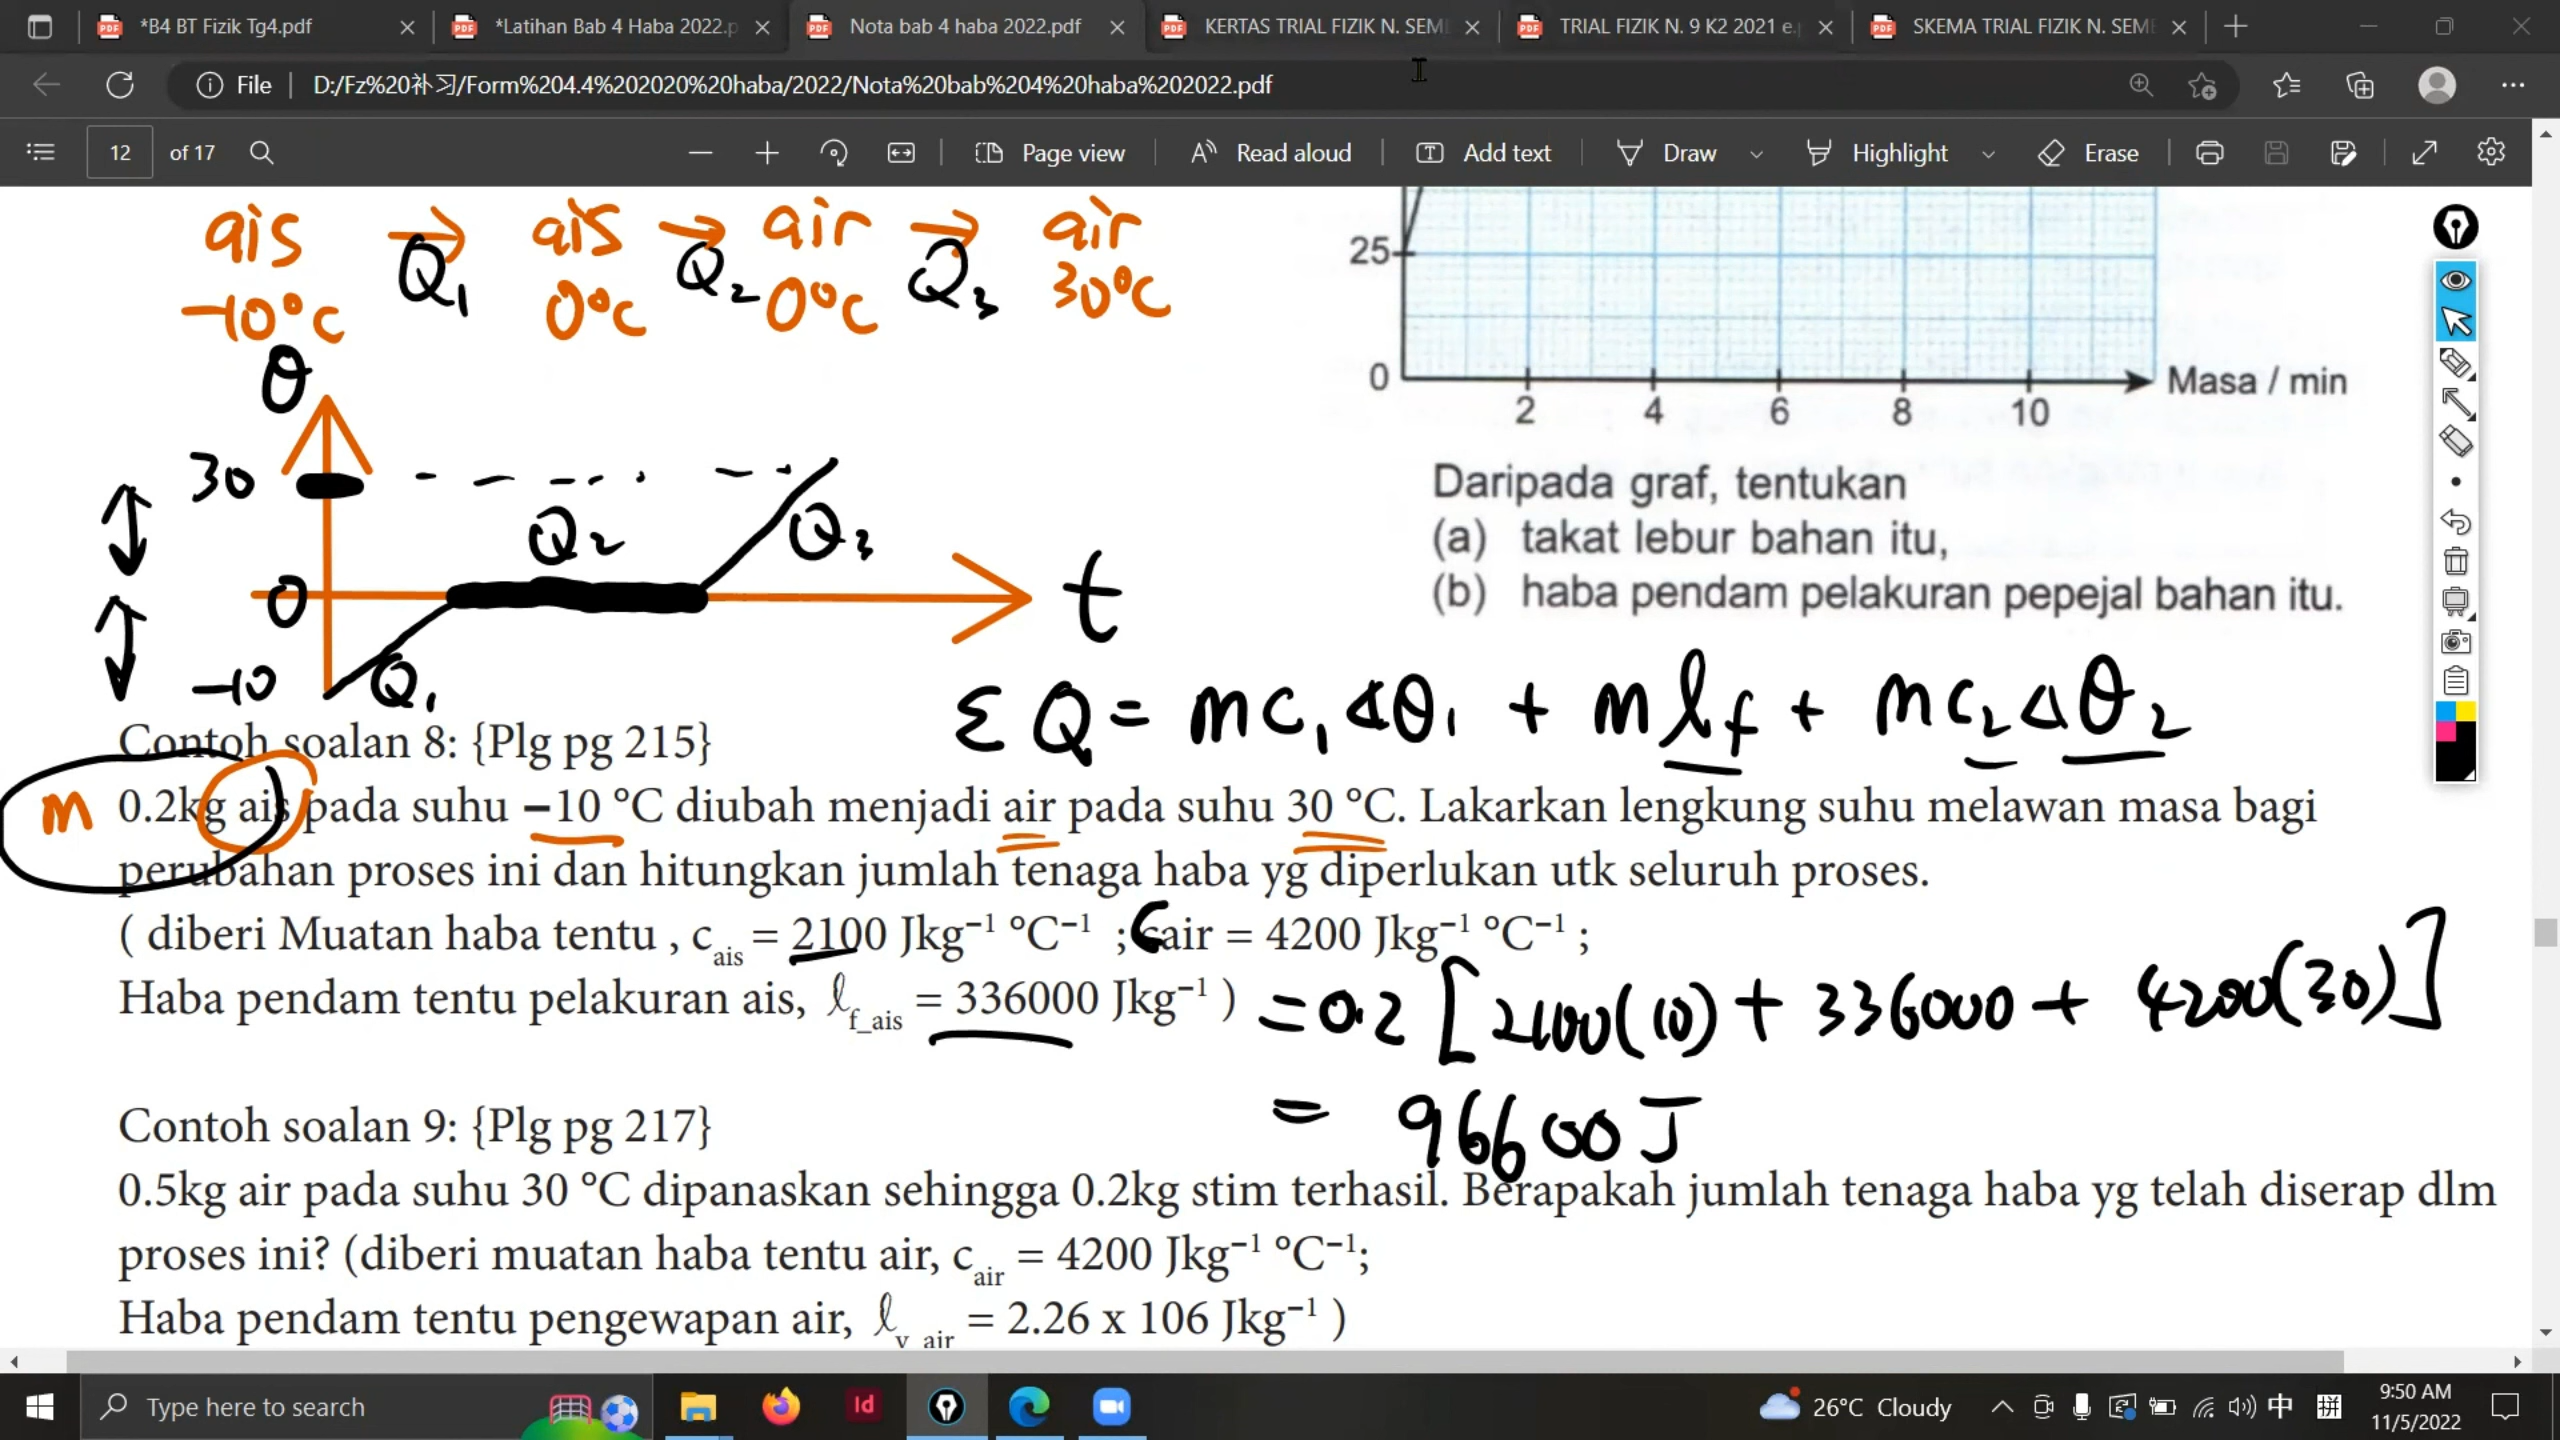 *B4 BT Fizik Tg4.pdf
*Latihan Bab 4 Haba 2022.p
Nota bab 4 haba 2022.pdf
KERTAS TRIAL FIZIK N. SEMB
TRIAL FIZIK N. 9 K2 2021 e.p
SKEMA TRIAL FIZIK N. SEMB
File
D:/Fz%20补习/Form%204.4%202020%20haba/2022/Nota%20bab%204%20haba%202022.pdf
12 of 17
Page view
Read aloud
Add text
Draw
Highlight
Erase
ais → ais → air → air
Q₁ Q₂ Q₃
-10°C 0°C 0°C 30°C
θ
30
Q₂ Q₃
0
t
-10 Q₁
25
0
Masa / min
2 4 6 8 10
Daripada graf, tentukan
(a) takat lebur bahan itu,
(b) haba pendam pelakuran pepejal bahan itu.
ΣQ = mc₁Δθ₁ + mlf + mc₂Δθ₂
Contoh soalan 8: {Plg pg 215}
m
0.2kg ais pada suhu −10 °C diubah menjadi air pada suhu 30 °C. Lakarkan lengkung suhu melawan masa bagi
perubahan proses ini dan hitungkan jumlah tenaga haba yg diperlukan utk seluruh proses.
( diberi Muatan haba tentu , c_ais = 2100 Jkg⁻¹ °C⁻¹ ; cair = 4200 Jkg⁻¹ °C⁻¹ ;
Haba pendam tentu pelakuran ais, ℓ_f_ais = 336000 Jkg⁻¹ )
= 0.2 [2100(10) + 336000 + 4200(30)]
= 96600 J
Contoh soalan 9: {Plg pg 217}
0.5kg air pada suhu 30 °C dipanaskan sehingga 0.2kg stim terhasil. Berapakah jumlah tenaga haba yg telah diserap dlm
proses ini? (diberi muatan haba tentu air, c_air = 4200 Jkg⁻¹ °C⁻¹;
Haba pendam tentu pengewapan air, ℓ_v_air = 2.26 x 106 Jkg⁻¹ )
Type here to search
Id
26°C Cloudy
中
拼
9:50 AM
11/5/2022